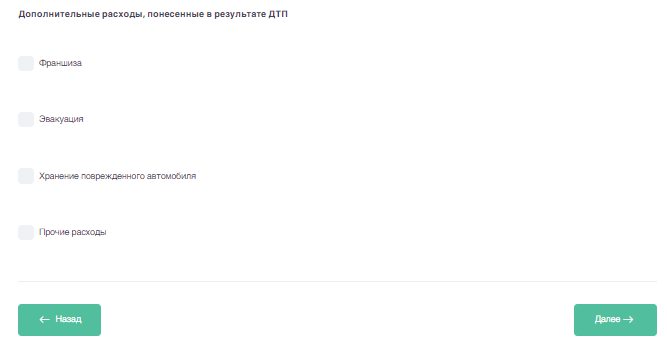 Дополнительные расходы, понесенные в результате ДТП
Франшиза
Эвакуация
Хранение поврежденного автомобиля
Прочие расходы
← Назад
Далее →